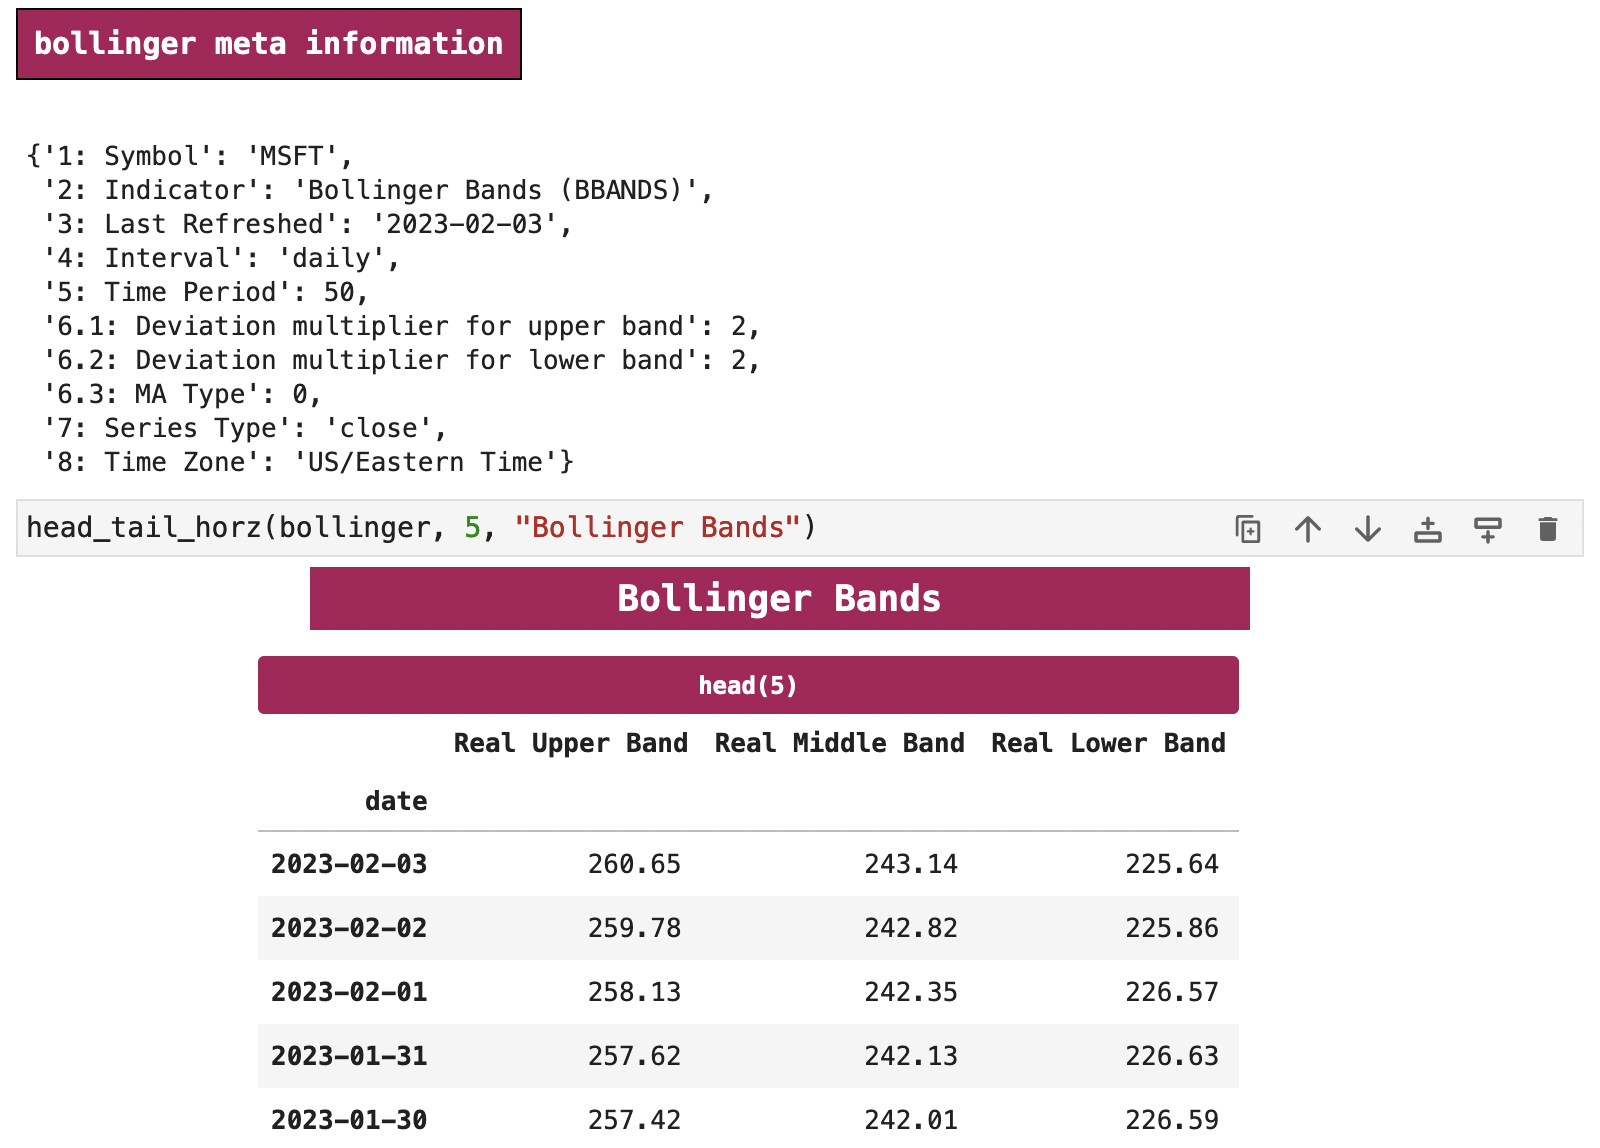 bollinger meta information
{'1: Symbol': 'MSFT',
'2: Indicator': 'Bollinger Bands (BBANDS)',
'3: Last Refreshed': '2023-02-03',
'4: Interval': 'daily',
'5: Time Period': 50,
'6.1: Deviation multiplier for upper band': 2,
'6.2: Deviation multiplier for lower band': 2,
'6.3: MA Type': 0,
'7: Series Type': 'close',
'8: Time Zone': 'US/Eastern Time'}
head_tail_horz(bollinger, 5, "Bollinger Bands")
Bollinger Bands
head(5)
Real Upper Band Real Middle Band Real Lower Band
date
2023-02-03 260.65 243.14 225.64
2023-02-02 259.78 242.82 225.86
2023-02-01 258.13 242.35 226.57
2023-01-31 257.62 242.13 226.63
2023-01-30 257.42 242.01 226.59